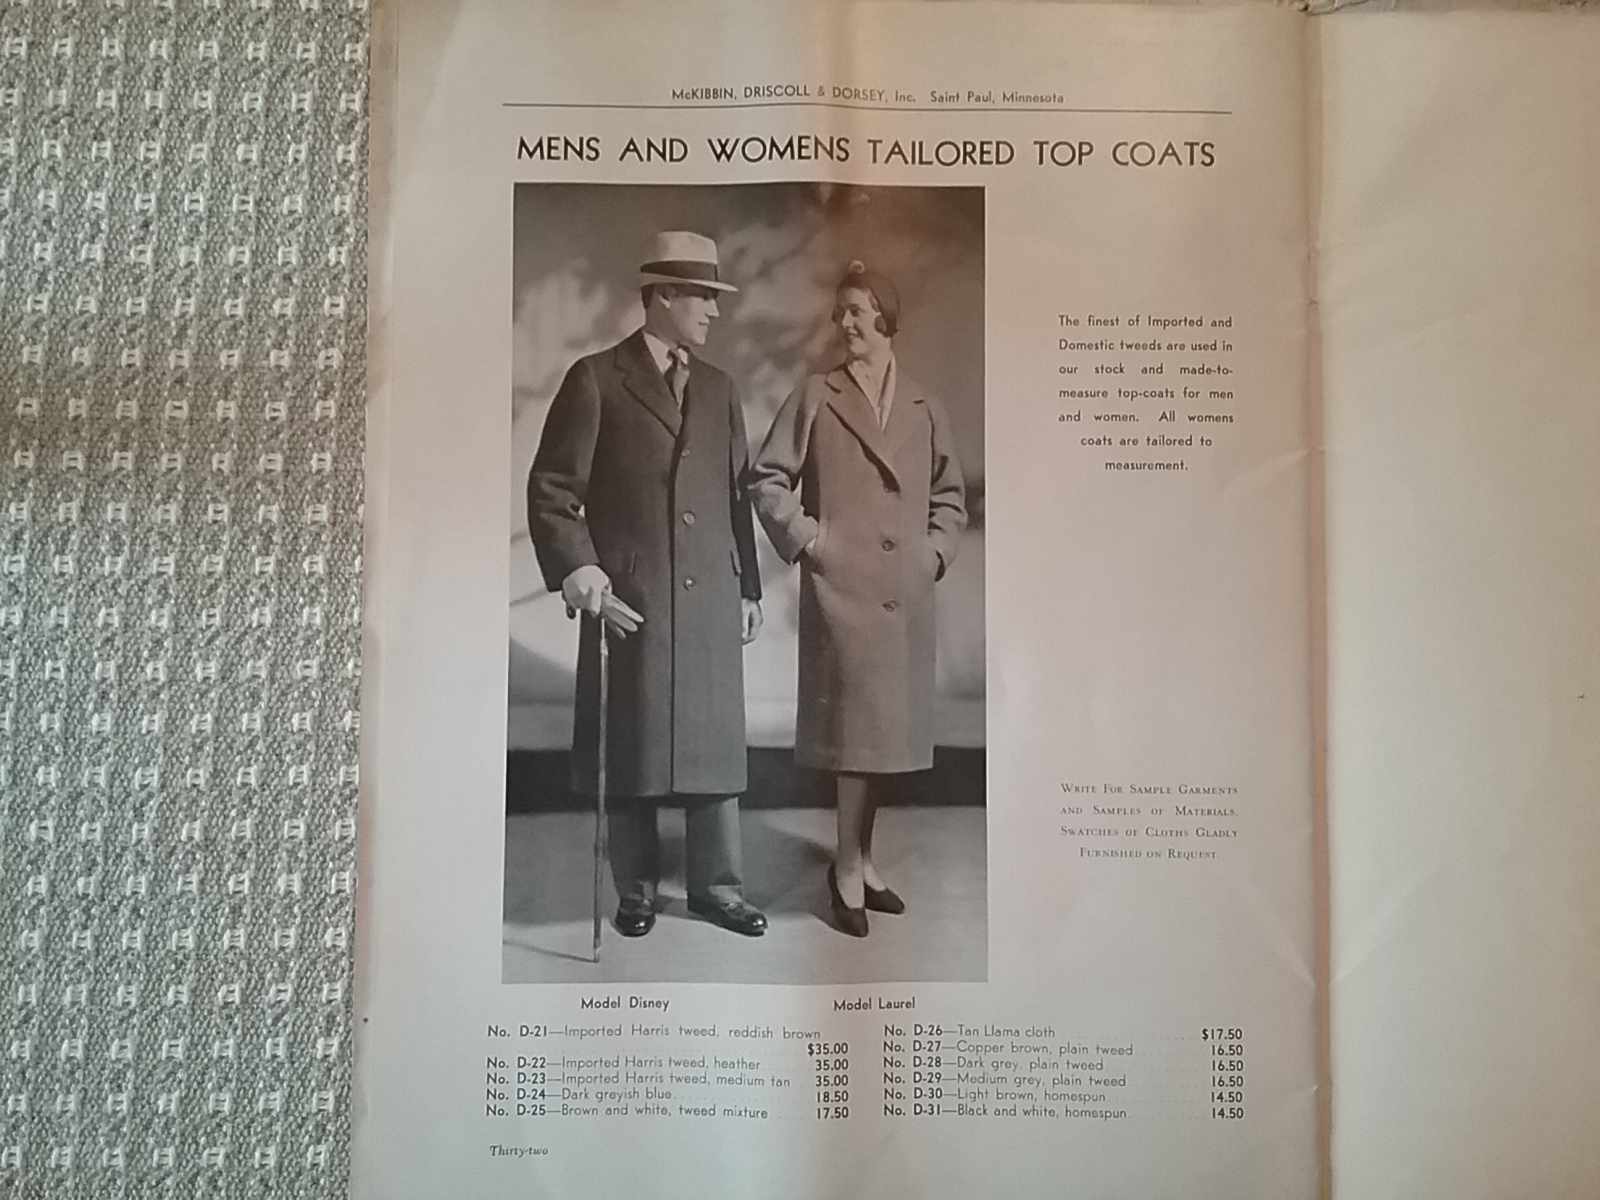 McKIBBIN, DRISCOLL & DORSEY, Inc. Saint Paul, Minnesota
MENS AND WOMENS TAILORED TOP COATS
The finest of Imported and
Domestic tweeds are used in
our stock and made-to-
measure top-coats for men
and women. All womens
coats are tailored to
measurement.
WRITE FOR SAMPLE GARMENTS
AND SAMPLES OF MATERIALS.
SWATCHES OF CLOTHS GLADLY
FURNISHED ON REQUEST.
Model Disney
No. D-21—Imported Harris tweed, reddish brown
$35.00
No. D-22—Imported Harris tweed, heather 35.00
No. D-23—Imported Harris tweed, medium tan 35.00
No. D-24—Dark greyish blue 18.50
No. D-25—Brown and white, tweed mixture 17.50
Model Laurel
No. D-26—Tan Llama cloth $17.50
No. D-27—Copper brown, plain tweed 16.50
No. D-28—Dark grey, plain tweed 16.50
No. D-29—Medium grey, plain tweed 16.50
No. D-30—Light brown, homespun 14.50
No. D-31—Black and white, homespun 14.50
Thirty-two